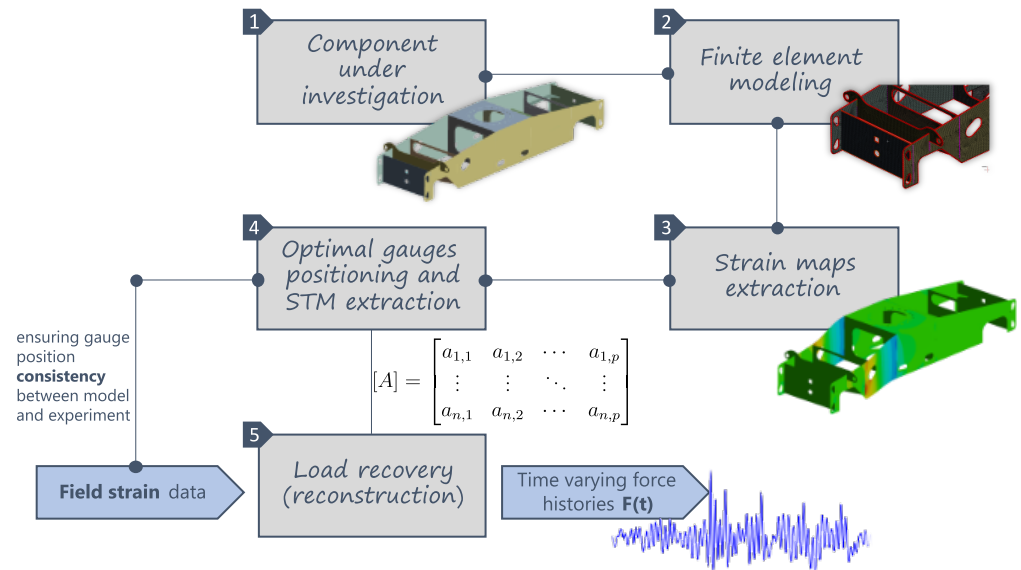 1
Component
under
investigation
2
Finite element
modeling
3
Strain maps
extraction
4
Optimal gauges
positioning and
STM extraction
ensuring gauge
position
consistency
between model
and experiment
[A] =
a1,1 a1,2 ⋯ a1,p
⋮ ⋮ ⋱ ⋮
an,1 an,2 ⋯ an,p
5
Load recovery
(reconstruction)
Field strain data
Time varying force
histories F(t)